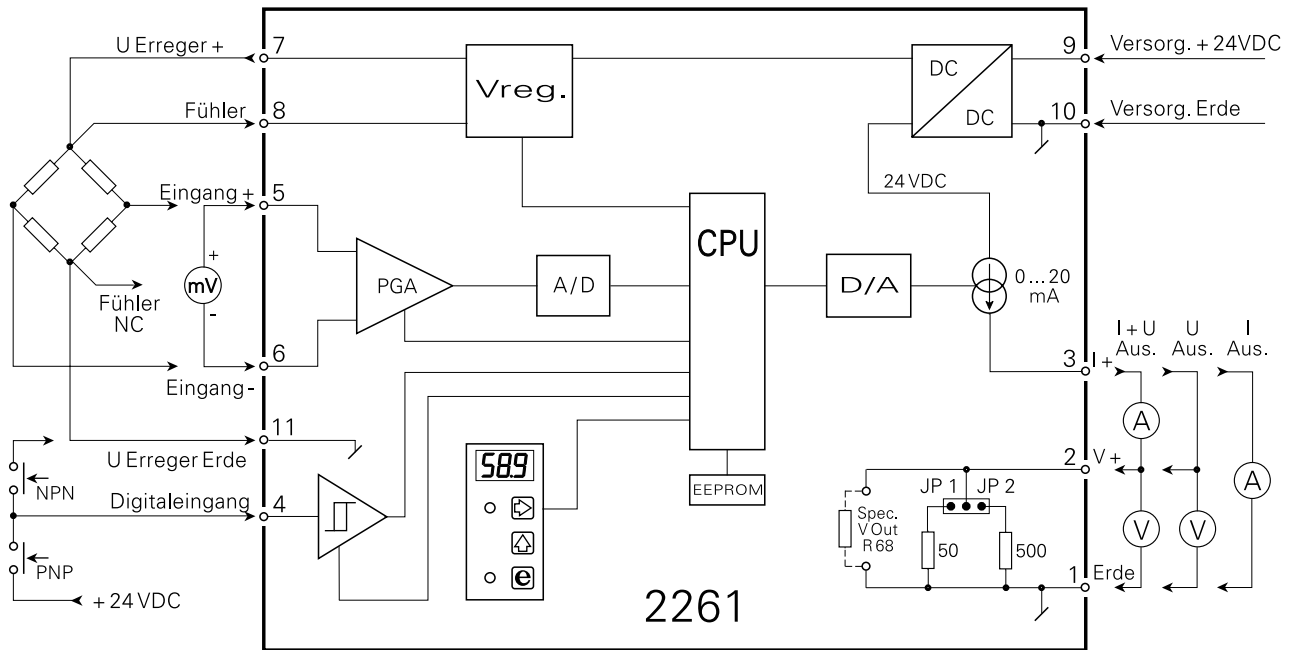 U Erreger +
7
9
Versorg. + 24VDC
Vreg.
DC
DC
Fühler
8
10
Versorg. Erde
24 VDC
Eingang +
5
CPU
+
mV
-
PGA
A/D
D/A
0...20
mA
Fühler
NC
6
Eingang -
3
I +
I + U
Aus.
U
Aus.
I
Aus.
A
A
11
U Erreger Erde
2
V +
NPN
58.9
EEPROM
JP 1
JP 2
Digitaleingang
4
Spec.
V Out
R 68
50
500
V
V
PNP
e
1
Erde
+ 24 VDC
2261